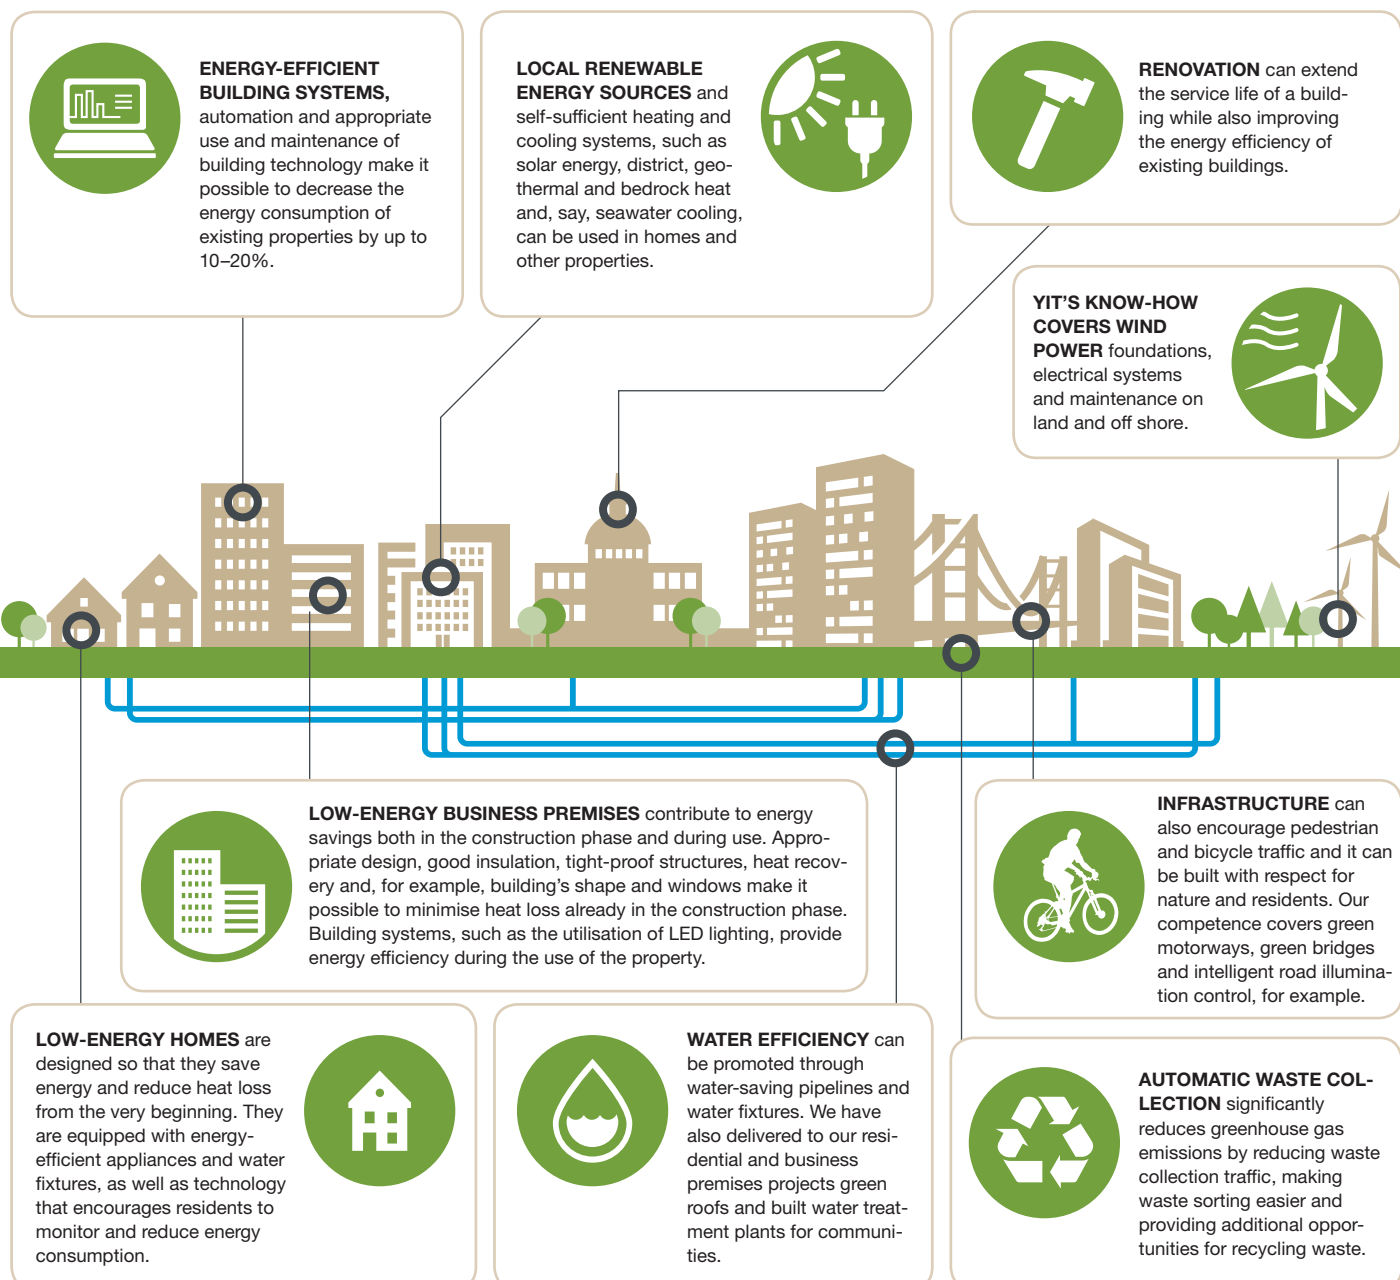 ENERGY-EFFICIENT
BUILDING SYSTEMS,
automation and appropriate
use and maintenance of
building technology make it
possible to decrease the
energy consumption of
existing properties by up to
10–20%.
LOCAL RENEWABLE
ENERGY SOURCES and
self-sufficient heating and
cooling systems, such as
solar energy, district, geo-
thermal and bedrock heat
and, say, seawater cooling,
can be used in homes and
other properties.
RENOVATION can extend
the service life of a build-
ing while also improving
the energy efficiency of
existing buildings.
YIT'S KNOW-HOW
COVERS WIND
POWER foundations,
electrical systems
and maintenance on
land and off shore.
LOW-ENERGY BUSINESS PREMISES contribute to energy
savings both in the construction phase and during use. Appro-
priate design, good insulation, tight-proof structures, heat recov-
ery and, for example, building's shape and windows make it
possible to minimise heat loss already in the construction phase.
Building systems, such as the utilisation of LED lighting, provide
energy efficiency during the use of the property.
INFRASTRUCTURE can
also encourage pedestrian
and bicycle traffic and it can
be built with respect for
nature and residents. Our
competence covers green
motorways, green bridges
and intelligent road illumina-
tion control, for example.
LOW-ENERGY HOMES are
designed so that they save
energy and reduce heat loss
from the very beginning. They
are equipped with energy-
efficient appliances and water
fixtures, as well as technology
that encourages residents to
monitor and reduce energy
consumption.
WATER EFFICIENCY can
be promoted through
water-saving pipelines and
water fixtures. We have
also delivered to our resi-
dential and business
premises projects green
roofs and built water treat-
ment plants for communi-
ties.
AUTOMATIC WASTE COL-
LECTION significantly
reduces greenhouse gas
emissions by reducing waste
collection traffic, making
waste sorting easier and
providing additional oppor-
tunities for recycling waste.